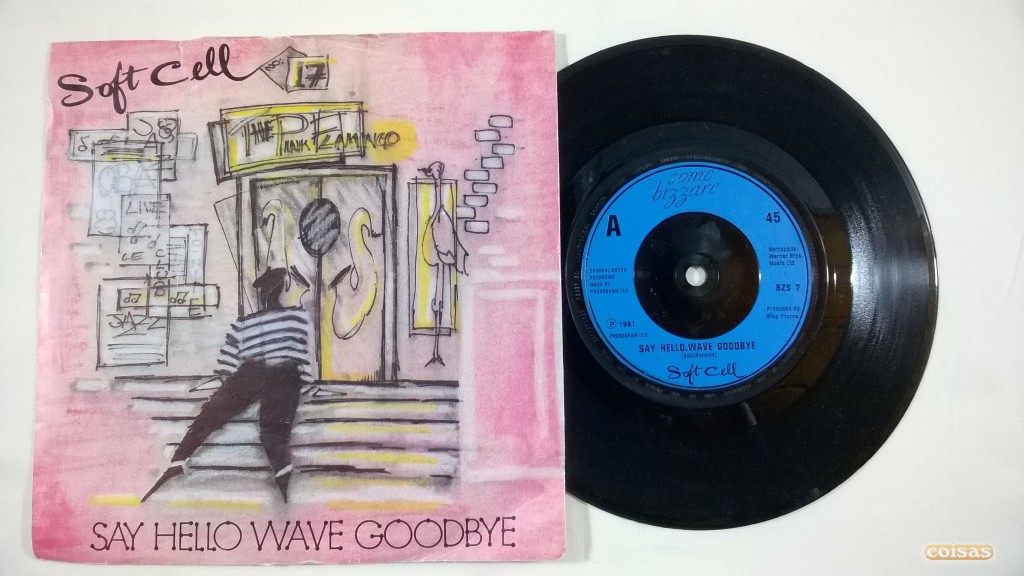 Soft Cell
NO. 17
THE PINK FLAMINGO
LIVE
JAZZ
SAY HELLO WAVE GOODBYE
some
bizzare
A
45
Metropolis/
Warner Bros
Music Ltd
ORIGINAL SOUND
RECORDING
MADE BY
PHONOGRAM LTD
BZS 7
℗ 1981
PHONOGRAM LTD
Produced by
Mike Thorne
SAY HELLO, WAVE GOODBYE
(Ball/Almond)
Soft Cell
coisas